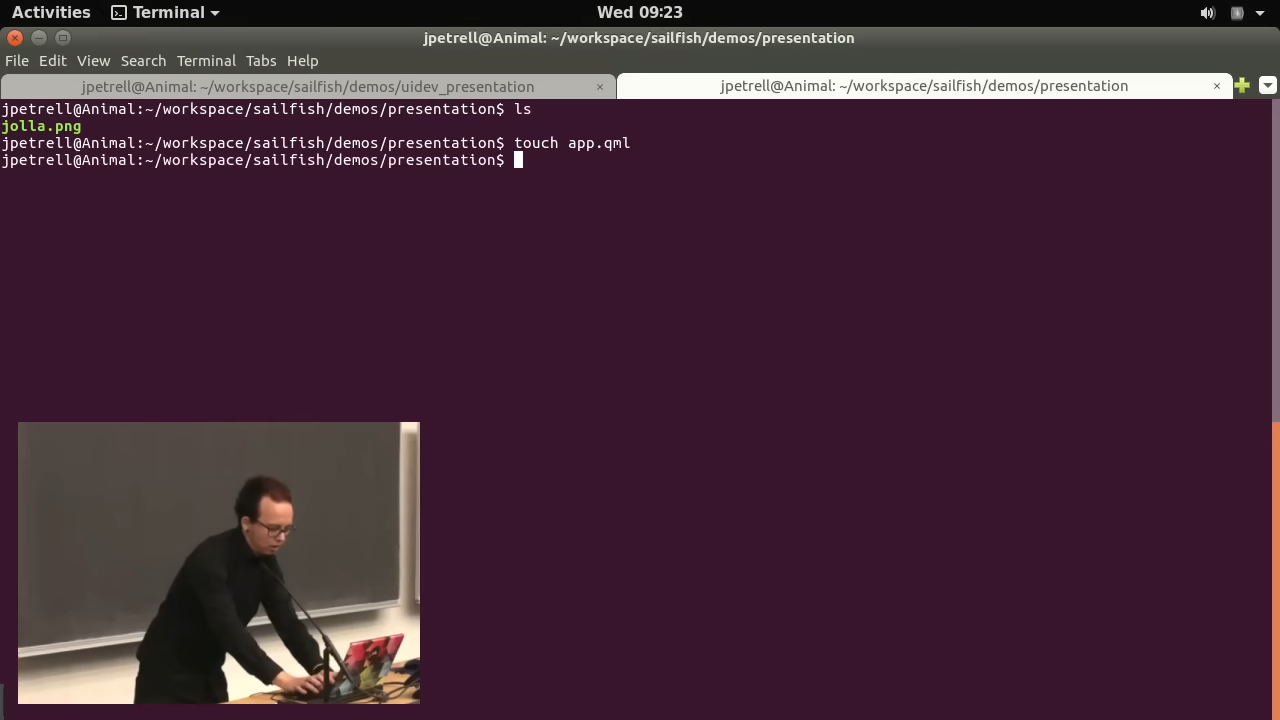 Activities Terminal Wed 09:23
jpetrell@Animal: ~/workspace/sailfish/demos/presentation
File Edit View Search Terminal Tabs Help
jpetrell@Animal: ~/workspace/sailfish/demos/uidev_presentation × jpetrell@Animal: ~/workspace/sailfish/demos/presentation ×
jpetrell@Animal:~/workspace/sailfish/demos/presentation$ ls
jolla.png
jpetrell@Animal:~/workspace/sailfish/demos/presentation$ touch app.qml
jpetrell@Animal:~/workspace/sailfish/demos/presentation$